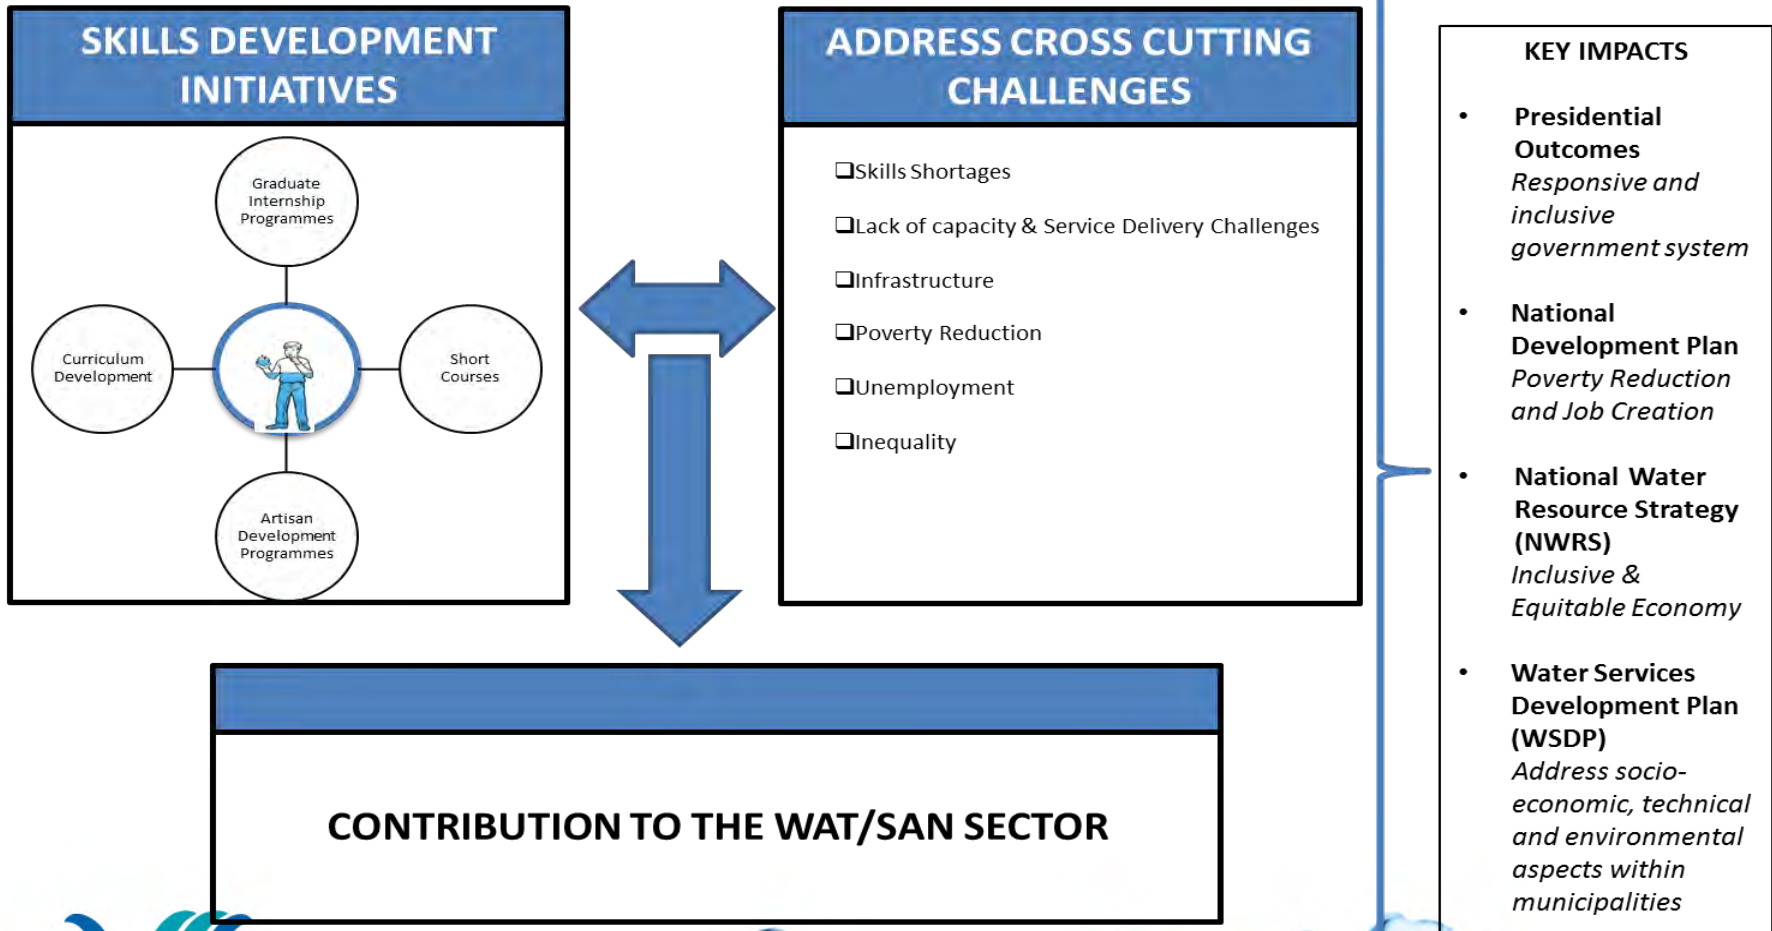 SKILLS DEVELOPMENT
INITIATIVES
Graduate
Internship
Programmes
Curriculum
Development
Short
Courses
Artisan
Development
Programmes
ADDRESS CROSS CUTTING
CHALLENGES
❑Skills Shortages
❑Lack of capacity & Service Delivery Challenges
❑Infrastructure
❑Poverty Reduction
❑Unemployment
❑Inequality
CONTRIBUTION TO THE WAT/SAN SECTOR
KEY IMPACTS
• Presidential
Outcomes
Responsive and
inclusive
government system
• National
Development Plan
Poverty Reduction
and Job Creation
• National Water
Resource Strategy
(NWRS)
Inclusive &
Equitable Economy
• Water Services
Development Plan
(WSDP)
Address socio-
economic, technical
and environmental
aspects within
municipalities